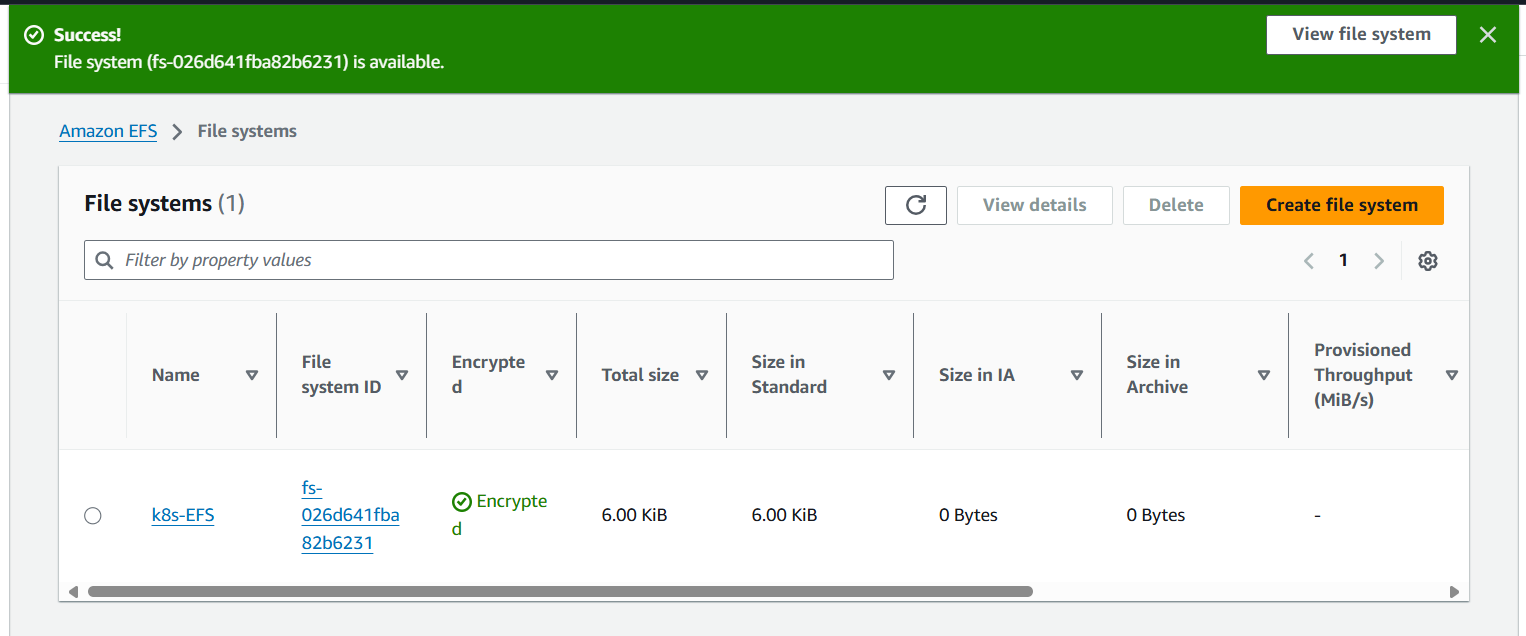 Success!
View file system
File system (fs-026d641fba82b6231) is available.
Amazon EFS
File systems
File systems (1)
View details
Delete
Create file system
Filter by property values
1
Name
File
system ID
Encrypte
d
Total size
Size in
Standard
Size in IA
Size in
Archive
Provisioned
Throughput
(MiB/s)
k8s-EFS
fs-
026d641fba
82b6231
Encrypte
d
6.00 KiB
6.00 KiB
0 Bytes
0 Bytes
-